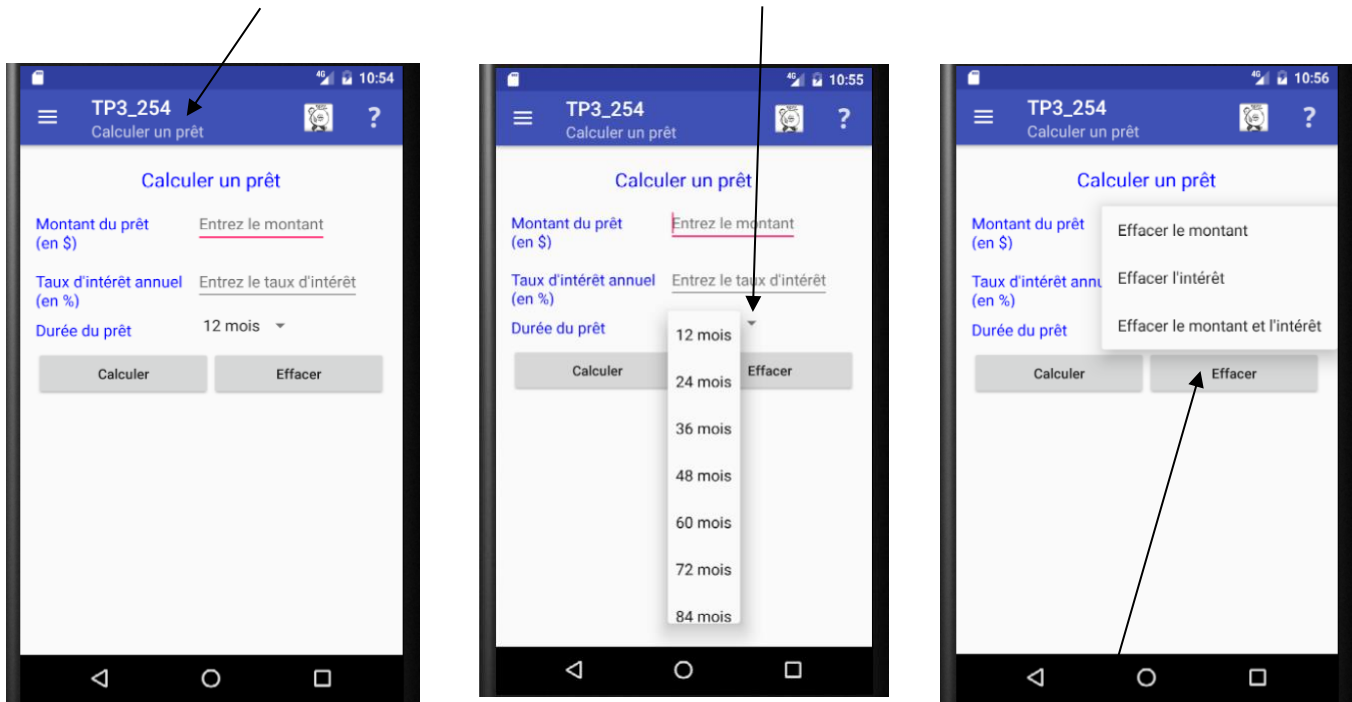 4G 10:54
TP3_254
Calculer un prêt
?
Calculer un prêt
Montant du prêt
(en $)
Entrez le montant
Taux d'intérêt annuel
(en %)
Entrez le taux d'intérêt
Durée du prêt
12 mois
Calculer
Effacer
4G 10:55
TP3_254
Calculer un prêt
?
Calculer un prêt
Montant du prêt
(en $)
Entrez le montant
Taux d'intérêt annuel
(en %)
Entrez le taux d'intérêt
Durée du prêt
12 mois
24 mois
36 mois
48 mois
60 mois
72 mois
84 mois
Calculer
Effacer
4G 10:56
TP3_254
Calculer un prêt
?
Calculer un prêt
Montant du prêt
(en $)
Taux d'intérêt annu
(en %)
Durée du prêt
Effacer le montant
Effacer l'intérêt
Effacer le montant et l'intérêt
Calculer
Effacer